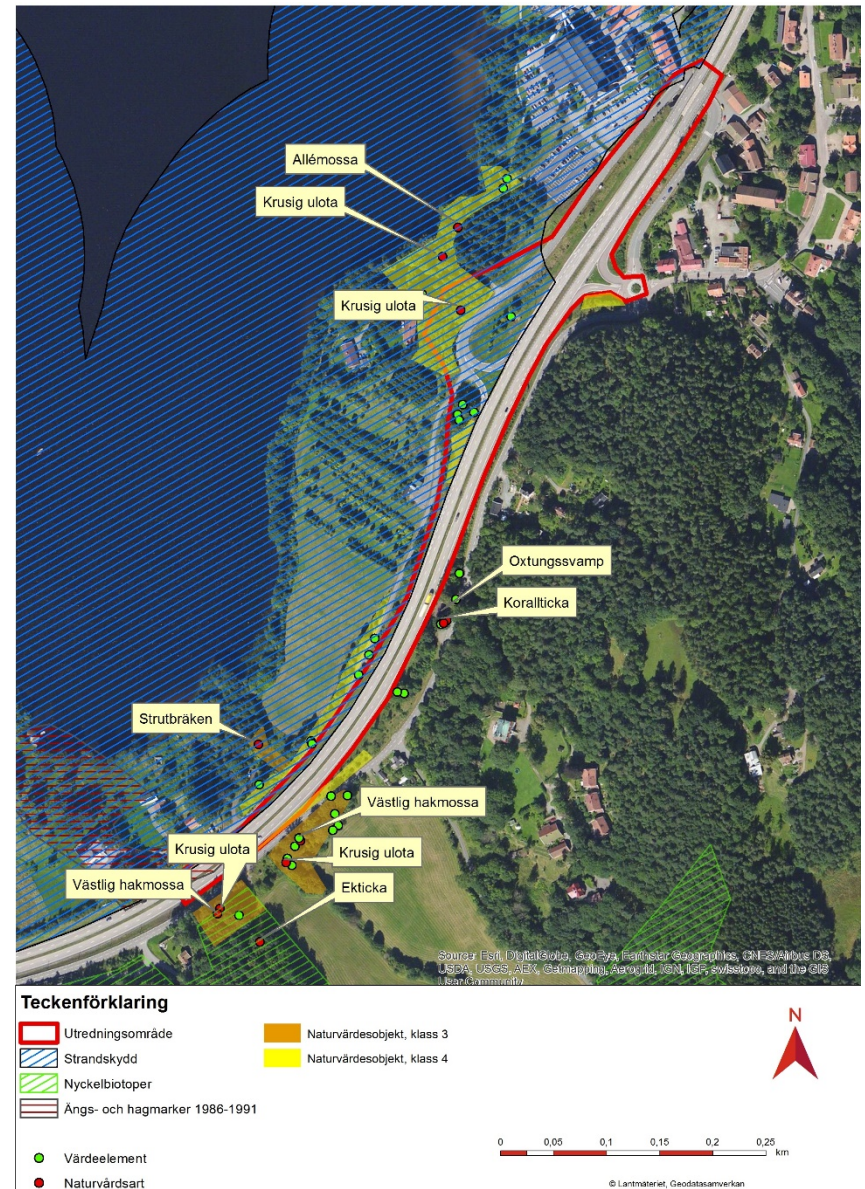 Allémossa
Krusig ulota
Krusig ulota
Oxtungssvamp
Korallticka
Strutbräken
Västlig hakmossa
Krusig ulota
Krusig ulota
Västlig hakmossa
Ekticka
Source: Esri, DigitalGlobe, GeoEye, Earthstar Geographics, CNES/Airbus DS,
USDA, USGS, AEX, Getmapping, Aerogrid, IGN, IGP, swisstopo, and the GIS
User Community
Teckenförklaring
Utredningsområde
Naturvärdesobjekt, klass 3
Strandskydd
Naturvärdesobjekt, klass 4
Nyckelbiotoper
Ängs- och hagmarker 1986-1991
Värdeelement
Naturvårdsart
N
0 0,05 0,1 0,15 0,2 0,25
km
© Lantmäteriet, Geodatasamverkan